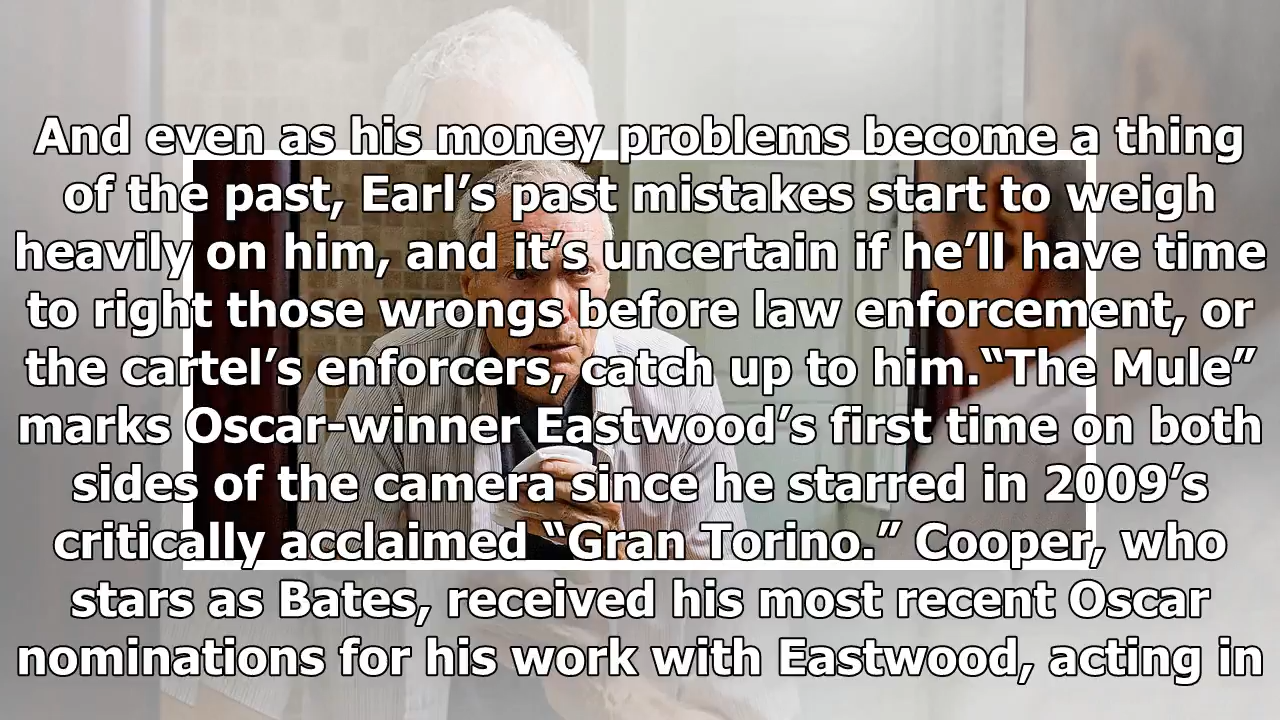 And even as his money problems become a thing
of the past, Earl’s past mistakes start to weigh
heavily on him, and it’s uncertain if he’ll have time
to right those wrongs before law enforcement, or
the cartel’s enforcers, catch up to him.“The Mule”
marks Oscar-winner Eastwood’s first time on both
sides of the camera since he starred in 2009’s
critically acclaimed “Gran Torino.” Cooper, who
stars as Bates, received his most recent Oscar
nominations for his work with Eastwood, acting in